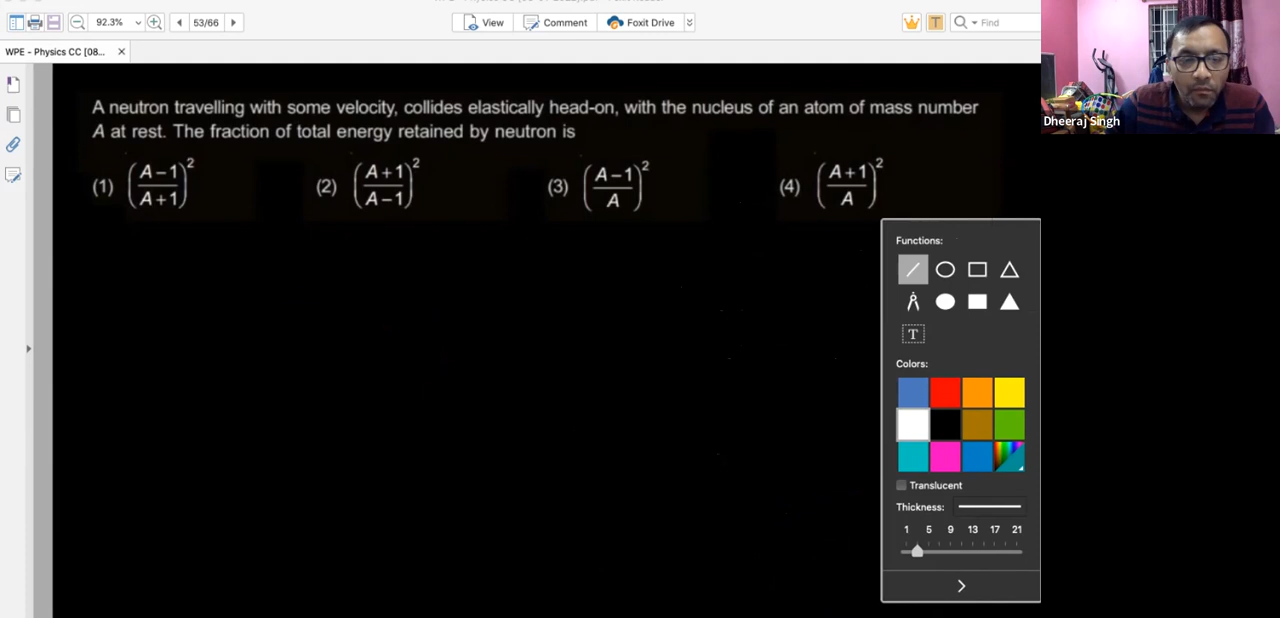 92.3%
53/66
View
Comment
Foxit Drive
T
Find
WPE - Physics CC [08...
Dheeraj Singh
A neutron travelling with some velocity, collides elastically head-on, with the nucleus of an atom of mass number
A at rest. The fraction of total energy retained by neutron is
(1) ((A – 1)/(A + 1))² (2) ((A + 1)/(A – 1))² (3) ((A – 1)/A)² (4) ((A + 1)/A)²
Functions:
T
Colors:
Translucent
Thickness:
1 5 9 13 17 21